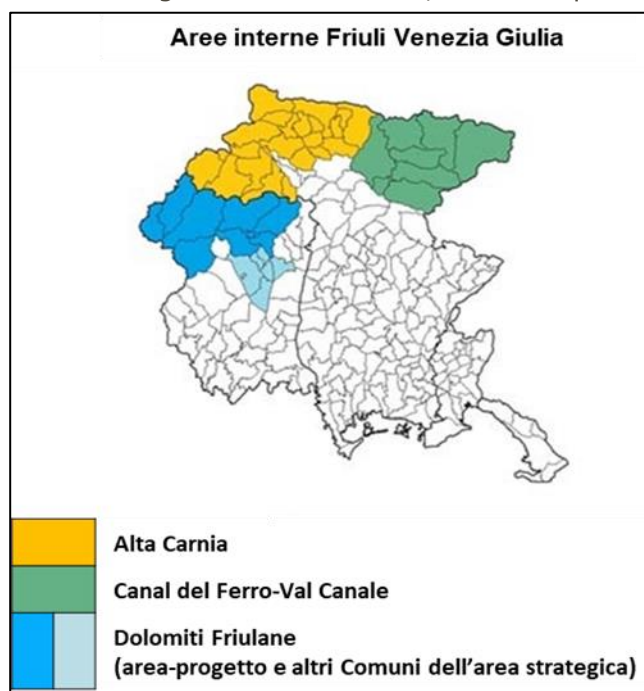 Aree interne Friuli Venezia Giulia
Alta Carnia
Canal del Ferro-Val Canale
Dolomiti Friulane
(area-progetto e altri Comuni dell'area strategica)